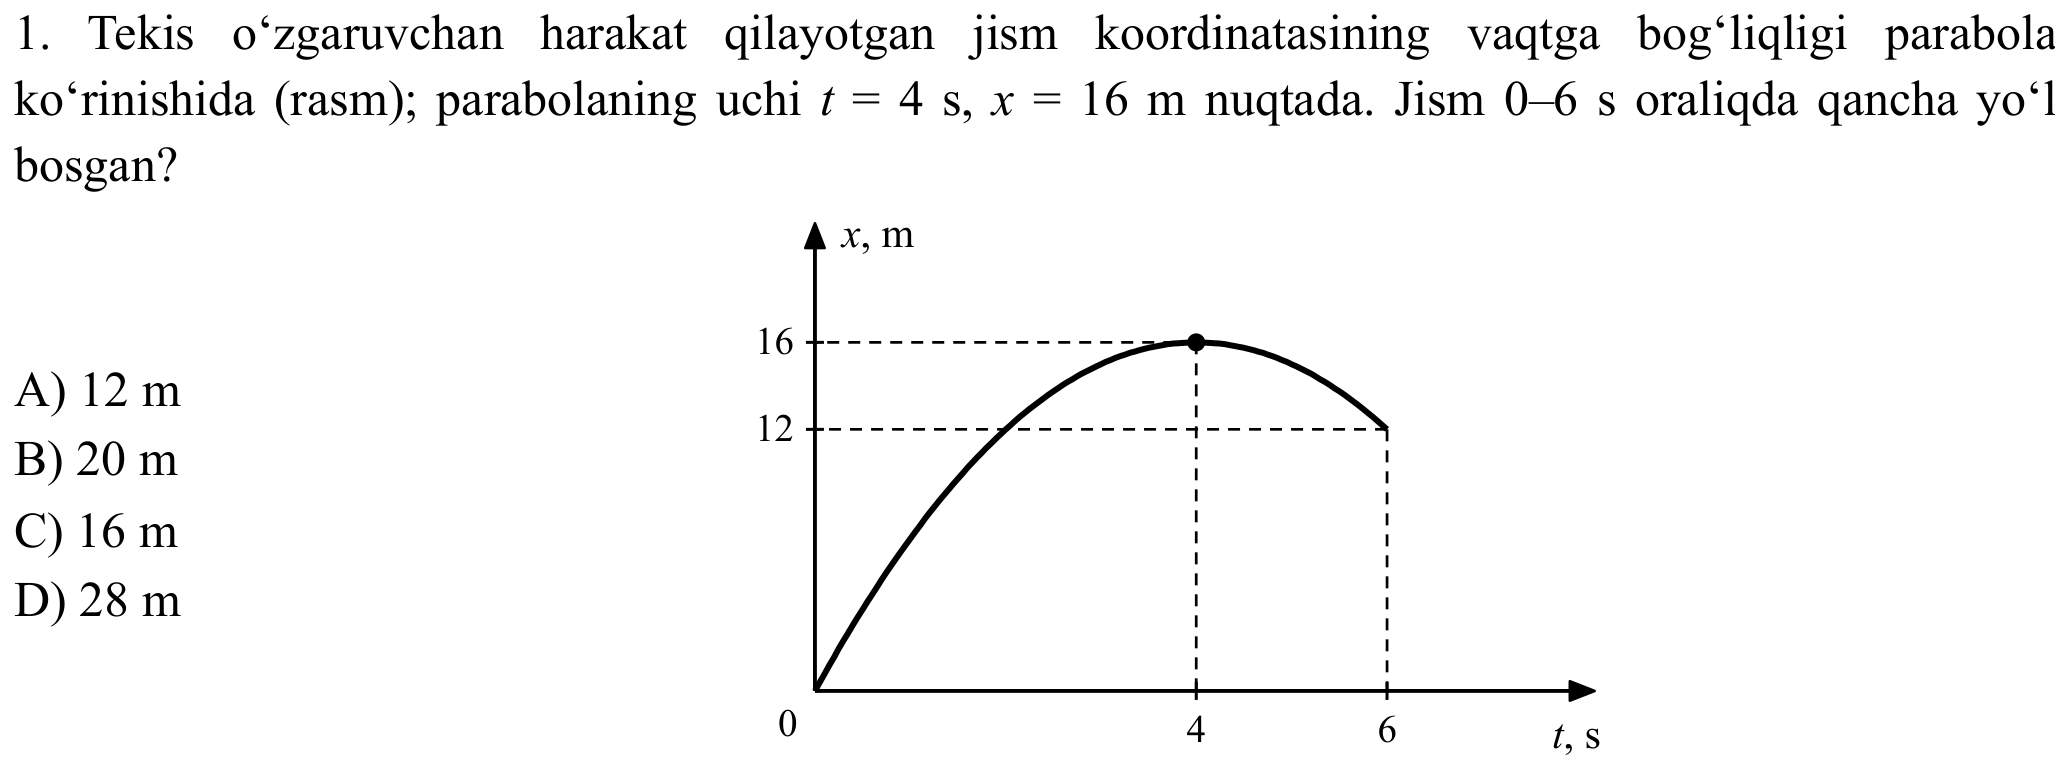 1. Tekis o‘zgaruvchan harakat qilayotgan jism koordinatasining vaqtga bog‘liqligi parabola
ko‘rinishida (rasm); parabolaning uchi t = 4 s, x = 16 m nuqtada. Jism 0–6 s oraliqda qancha yo‘l
bosgan?
x, m
16
12
A) 12 m
B) 20 m
C) 16 m
D) 28 m
0
4
6
t, s